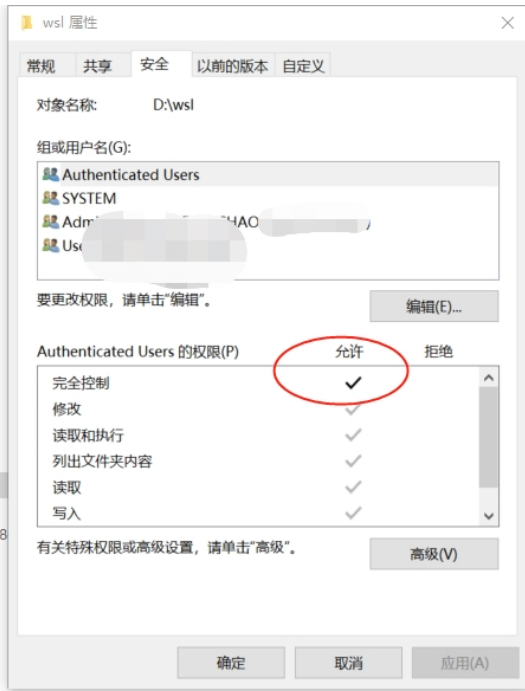 wsl 属性
常规 共享 安全 以前的版本 自定义
对象名称: D:\wsl
组或用户名(G):
Authenticated Users
SYSTEM
要更改权限，请单击"编辑"。 编辑(E)...
Authenticated Users 的权限(P) 允许 拒绝
完全控制
修改
读取和执行
列出文件夹内容
读取
写入
8
有关特殊权限或高级设置，请单击"高级"。 高级(V)
确定 取消 应用(A)